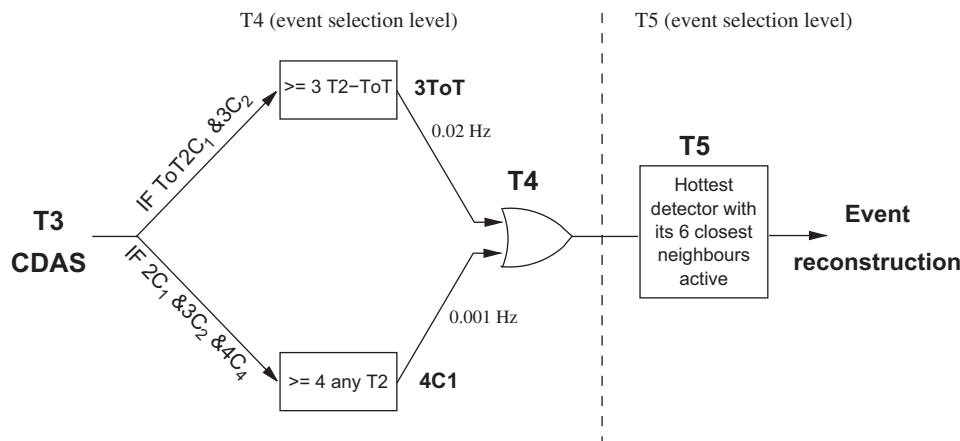 T4 (event selection level)
T5 (event selection level)
>= 3 T2−ToT
3ToT
IF ToT2C₁ &3C₂
0.02 Hz
T3
CDAS
T4
T5
Hottest
detector with
its 6 closest
neighbours
active
Event
reconstruction
IF 2C₁ &3C₂ &4C₄
0.001 Hz
>= 4 any T2
4C1